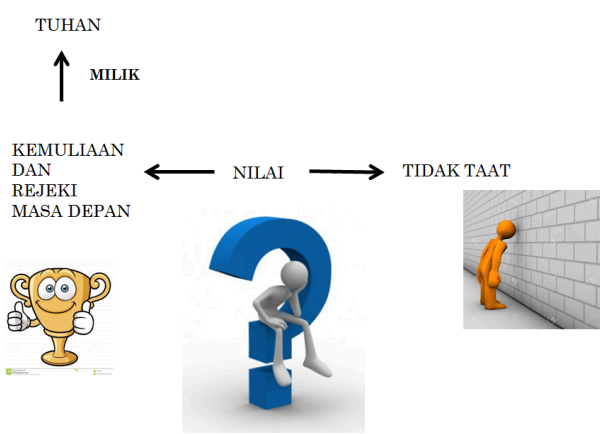 TUHAN
MILIK
KEMULIAAN
DAN
REJEKI
MASA DEPAN
NILAI
TIDAK TAAT